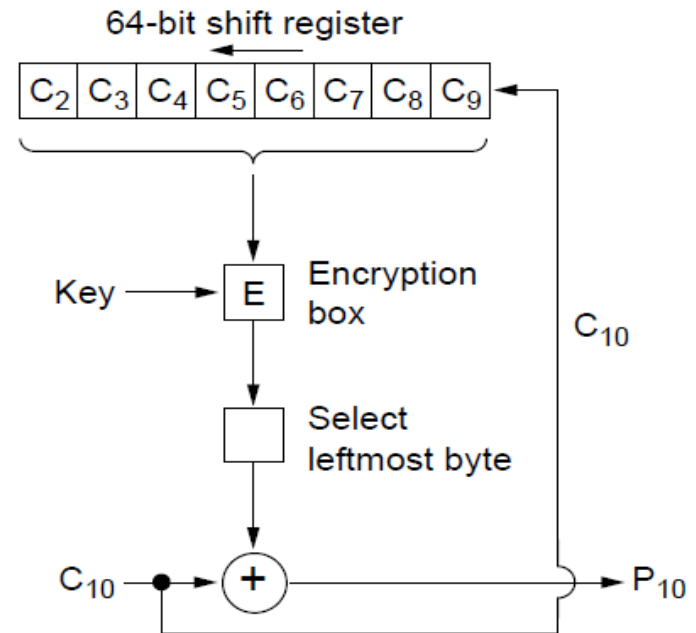 64-bit shift register
C₂ C₃ C₄ C₅ C₆ C₇ C₈ C₉
Key
E
Encryption
box
C₁₀
Select
leftmost byte
C₁₀
+
P₁₀